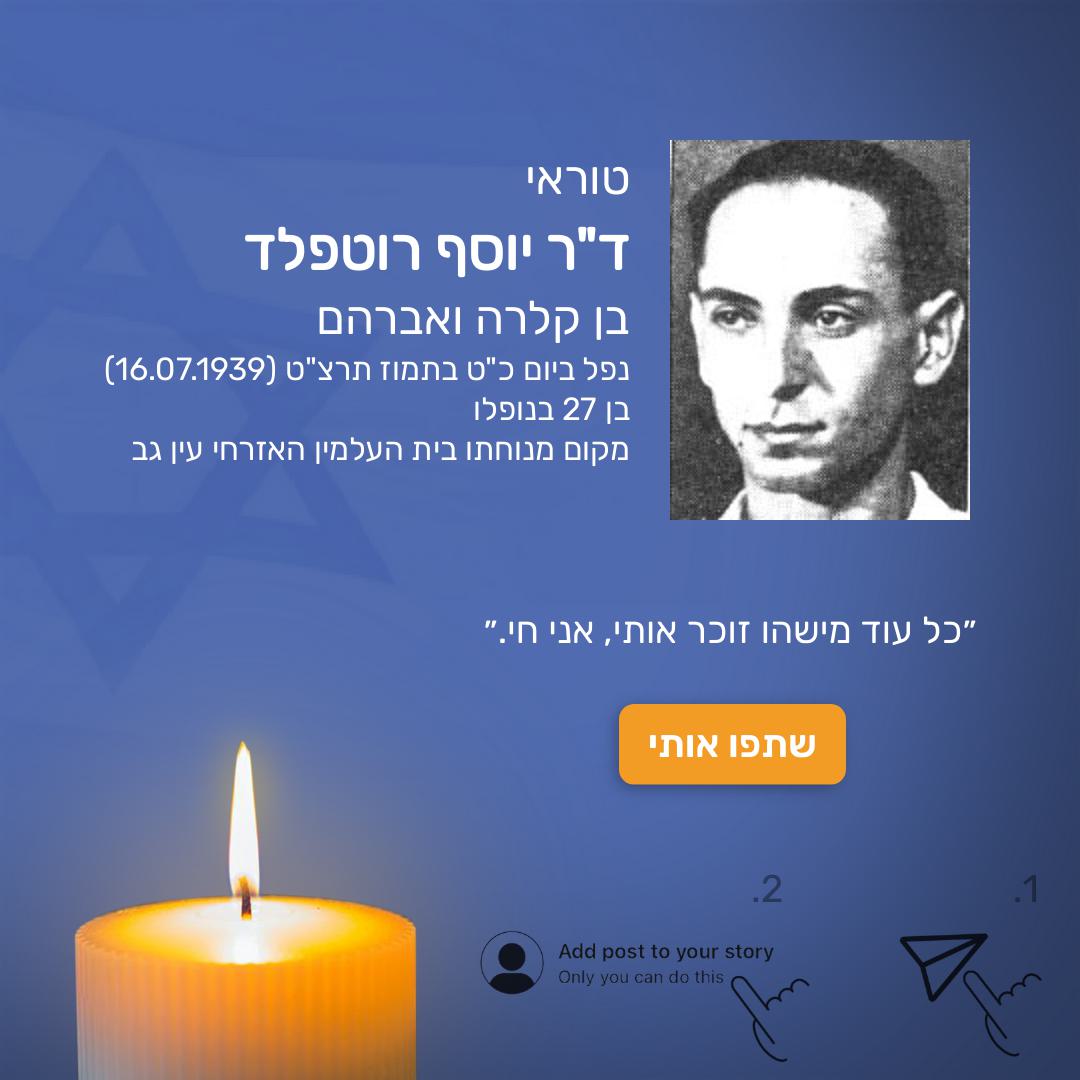 טוראי
ד"ר יוסף רוטפלד
בן קלרה ואברהם
נפל ביום כ"ט בתמוז תרצ"ט (16.07.1939)
בן 27 בנופלו
מקום מנוחתו בית העלמין האזרחי עין גב
״כל עוד מישהו זוכר אותי, אני חי.״
שתפו אותי
1.
2.
Add post to your story
Only you can do this